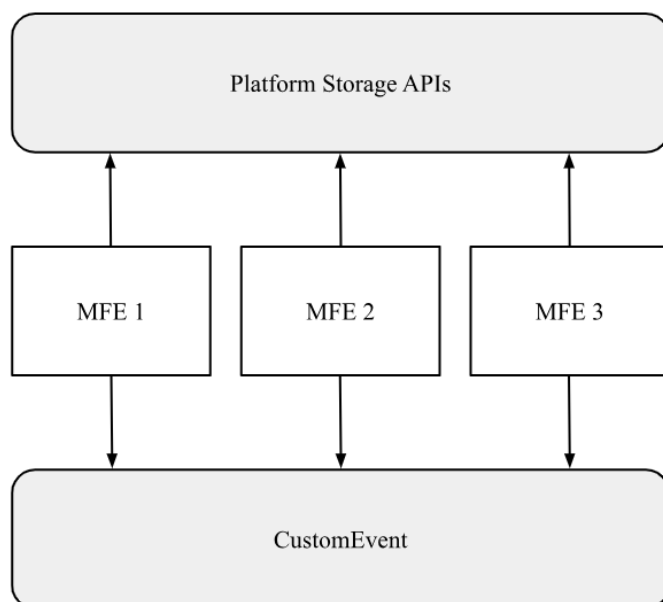 Platform Storage APIs
MFE 1
MFE 2
MFE 3
CustomEvent